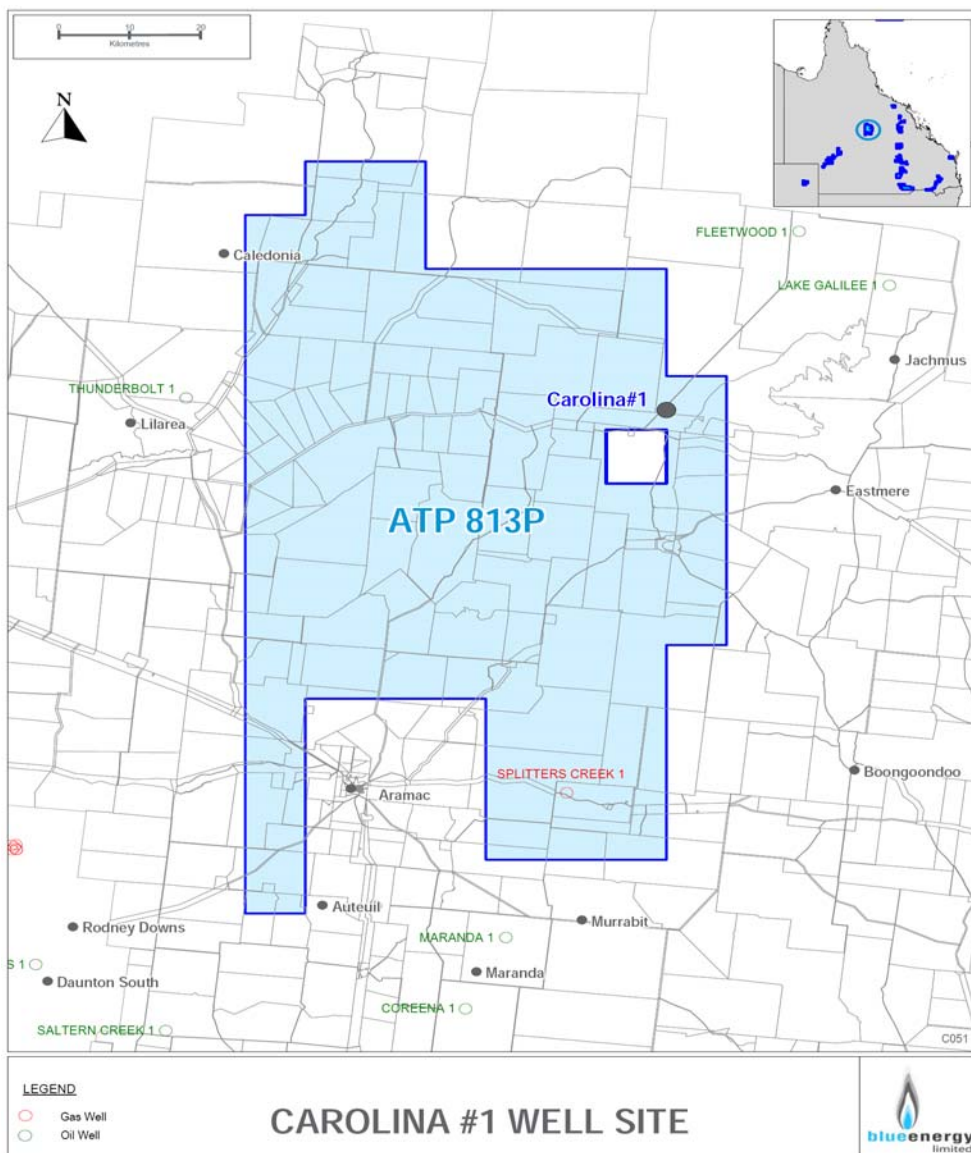 0 10 20
Kilometres
N
FLEETWOOD 1
Caledonia
LAKE GALILEE 1
Jachmus
THUNDERBOLT 1
Carolina#1
Lilarea
Eastmere
ATP 813P
Boongoondoo
SPLITTERS CREEK 1
Aramac
Auteuil
Murrabit
Rodney Downs
MARANDA 1
S 1
Maranda
Daunton South
COREENA 1
SALTERN CREEK 1
C051
LEGEND
Gas Well
Oil Well
CAROLINA #1 WELL SITE
blueenergy
limited